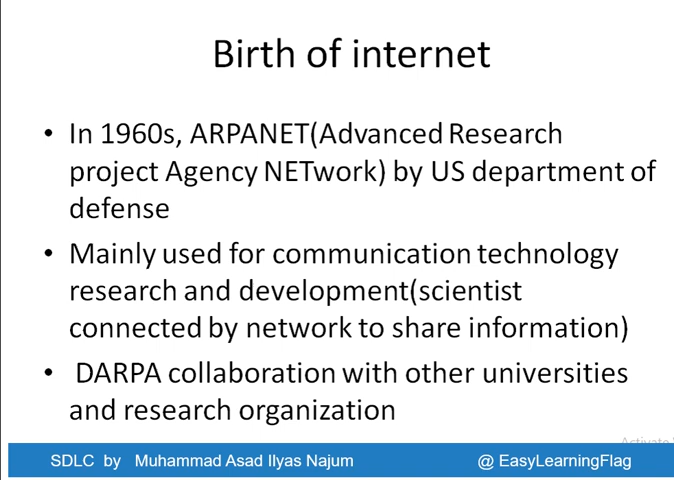 Birth of internet
• In 1960s, ARPANET(Advanced Research
project Agency NETwork) by US department of
defense
• Mainly used for communication technology
research and development(scientist
connected by network to share information)
• DARPA collaboration with other universities
and research organization
Activate
SDLC by Muhammad Asad Ilyas Najum @ EasyLearningFlag